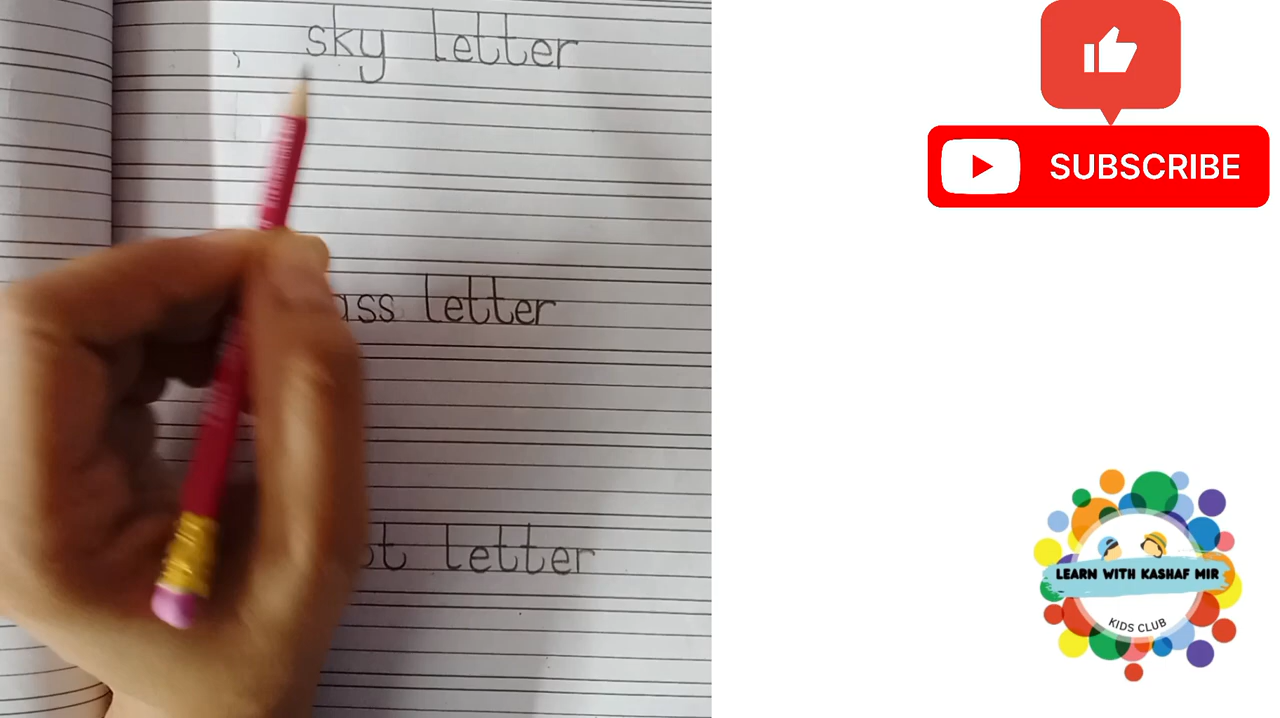 sky letter
SUBSCRIBE
letter
letter
LEARN WITH KASHAF MIR
KIDS CLUB